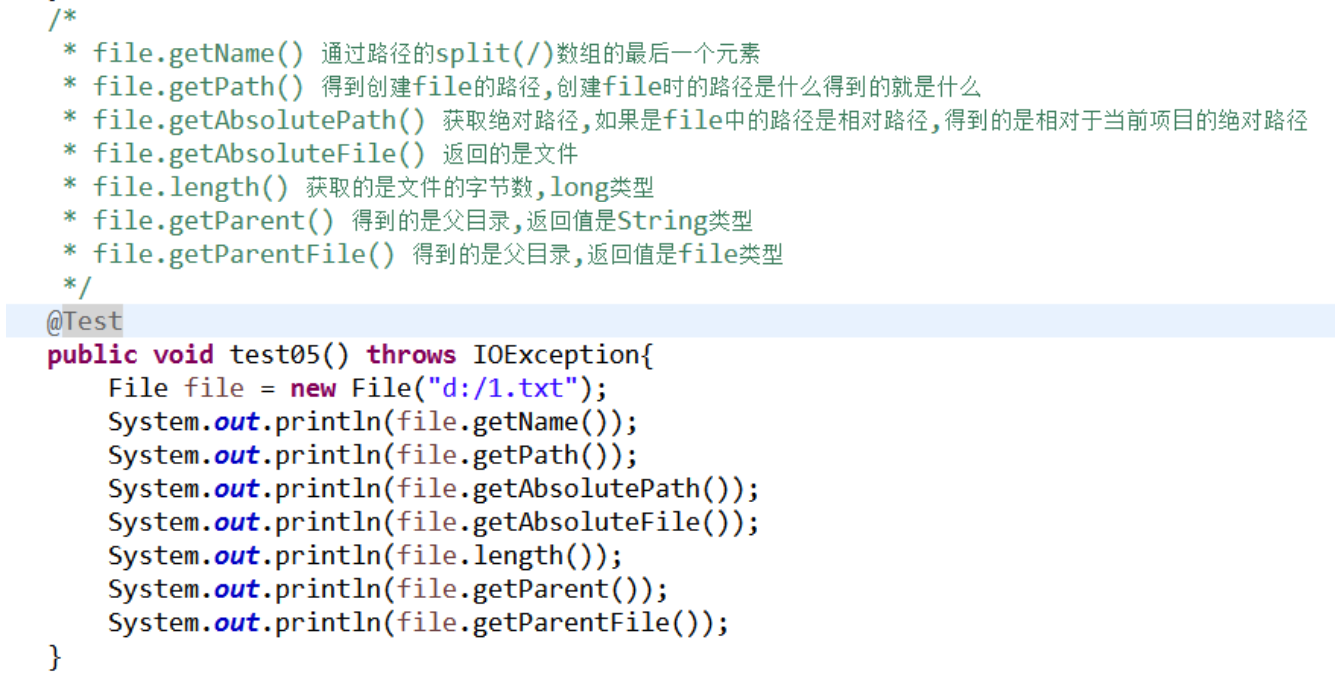 /*
 * file.getName() 通过路径的split(/)数组的最后一个元素
 * file.getPath() 得到创建file的路径,创建file时的路径是什么得到的就是什么
 * file.getAbsolutePath() 获取绝对路径,如果是file中的路径是相对路径,得到的是相对于当前项目的绝对路径
 * file.getAbsoluteFile() 返回的是文件
 * file.length() 获取的是文件的字节数,long类型
 * file.getParent() 得到的是父目录,返回值是String类型
 * file.getParentFile() 得到的是父目录,返回值是file类型
 */
@Test
public void test05() throws IOException{
    File file = new File("d:/1.txt");
    System.out.println(file.getName());
    System.out.println(file.getPath());
    System.out.println(file.getAbsolutePath());
    System.out.println(file.getAbsoluteFile());
    System.out.println(file.length());
    System.out.println(file.getParent());
    System.out.println(file.getParentFile());
}